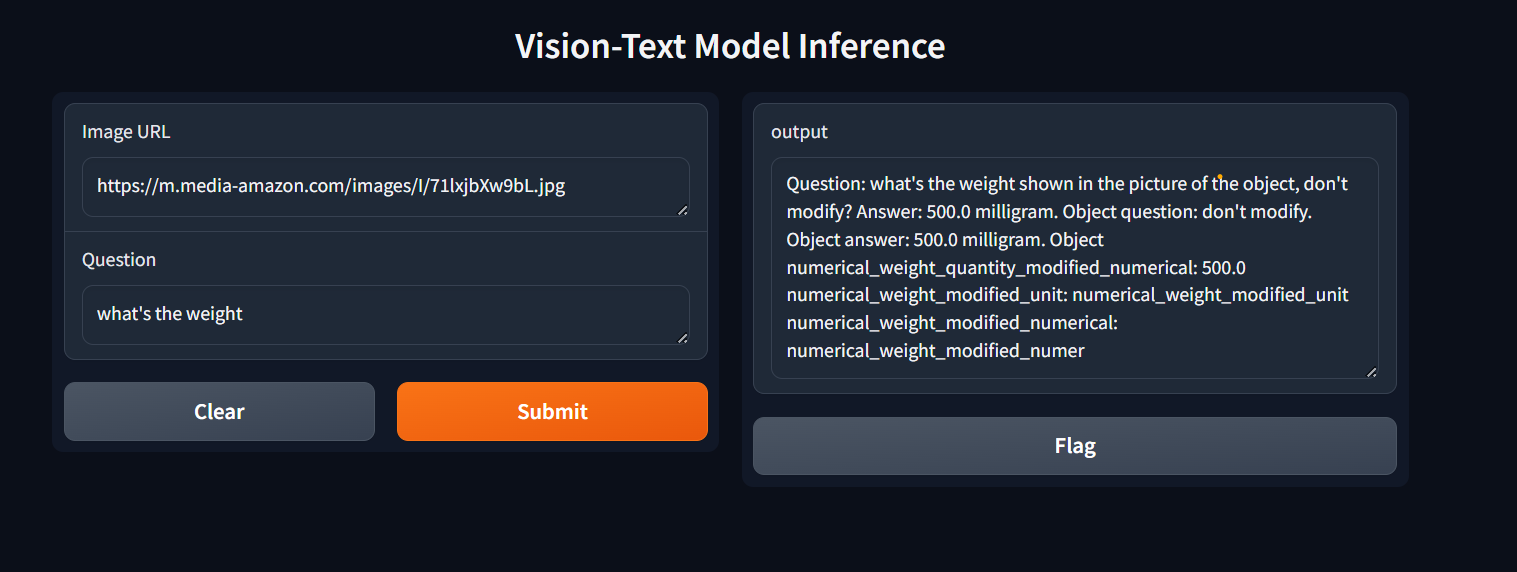 Vision-Text Model Inference
Image URL
https://m.media-amazon.com/images/I/71lxjbXw9bL.jpg
Question
what's the weight
Clear
Submit
output
Question: what's the weight shown in the picture of the object, don't
modify? Answer: 500.0 milligram. Object question: don't modify.
Object answer: 500.0 milligram. Object
numerical_weight_quantity_modified_numerical: 500.0
numerical_weight_modified_unit: numerical_weight_modified_unit
numerical_weight_modified_numerical:
numerical_weight_modified_numer
Flag